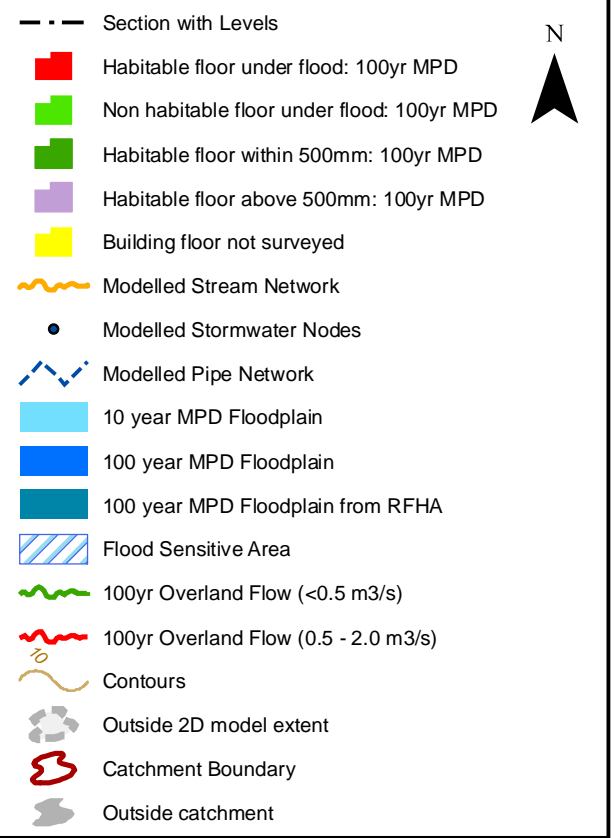 Section with Levels
N
Habitable floor under flood: 100yr MPD
Non habitable floor under flood: 100yr MPD
Habitable floor within 500mm: 100yr MPD
Habitable floor above 500mm: 100yr MPD
Building floor not surveyed
Modelled Stream Network
Modelled Stormwater Nodes
Modelled Pipe Network
10 year MPD Floodplain
100 year MPD Floodplain
100 year MPD Floodplain from RFHA
Flood Sensitive Area
100yr Overland Flow (<0.5 m3/s)
100yr Overland Flow (0.5 - 2.0 m3/s)
10
Contours
Outside 2D model extent
Catchment Boundary
Outside catchment